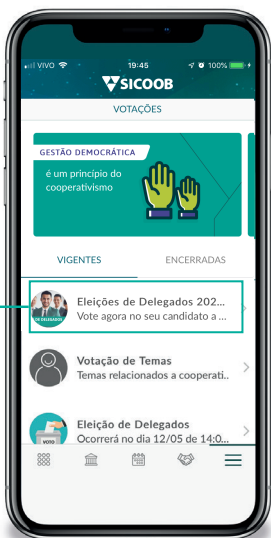 VIVO 19:45 100%
SICOOB
VOTAÇÕES
GESTÃO DEMOCRÁTICA
é um princípio do
cooperativismo
VIGENTES ENCERRADAS
Eleições de Delegados 202...
Vote agora no seu candidato a ...
DE DELEGADOS
Votação de Temas
Temas relacionados a cooperati..
Eleição de Delegados
Ocorrerá no dia 12/05 de 14:0...
VOTO